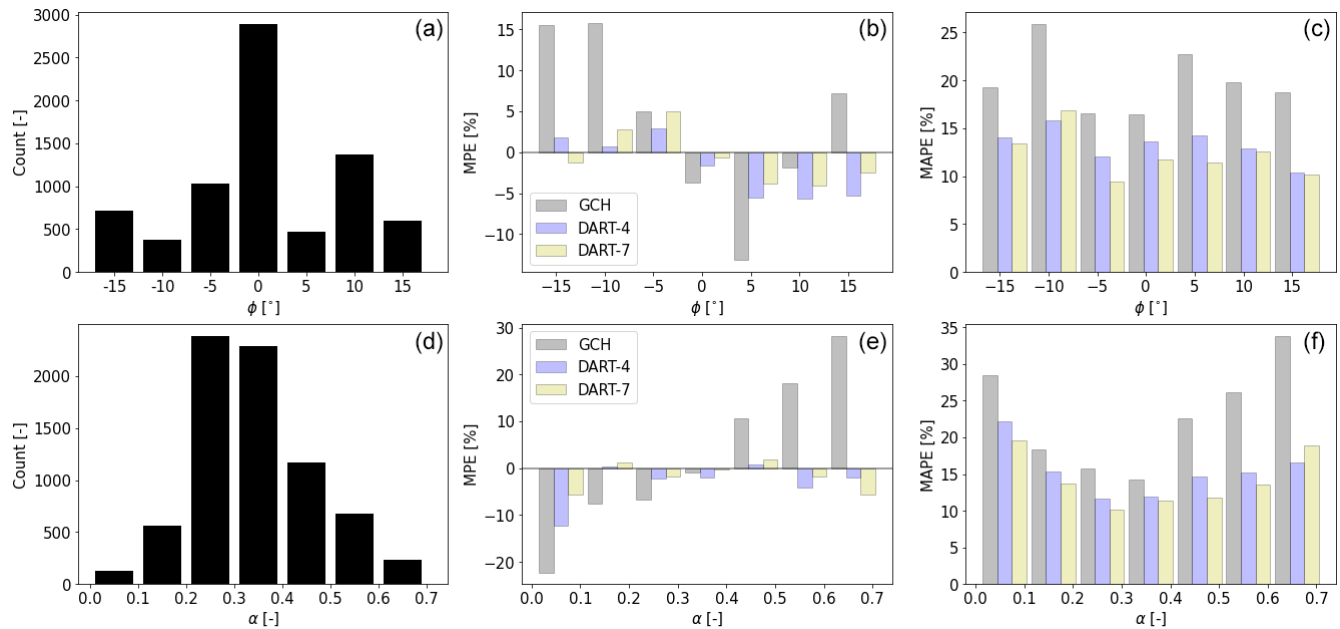 (a)
Count [-]
3000
2500
2000
1500
1000
500
0
-15 -10 -5 0 5 10 15
ϕ [°]
(b)
MPE [%]
15
10
5
0
−5
−10
GCH
DART-4
DART-7
−15 −10 −5 0 5 10 15
ϕ [°]
(c)
MAPE [%]
25
20
15
10
5
0
−15 −10 −5 0 5 10 15
ϕ [°]
(d)
Count [-]
2000
1500
1000
500
0
0.0 0.1 0.2 0.3 0.4 0.5 0.6 0.7
α [-]
(e)
MPE [%]
30
20
10
0
−10
−20
GCH
DART-4
DART-7
0.0 0.1 0.2 0.3 0.4 0.5 0.6 0.7
α [-]
(f)
MAPE [%]
35
30
25
20
15
10
5
0
0.0 0.1 0.2 0.3 0.4 0.5 0.6 0.7
α [-]